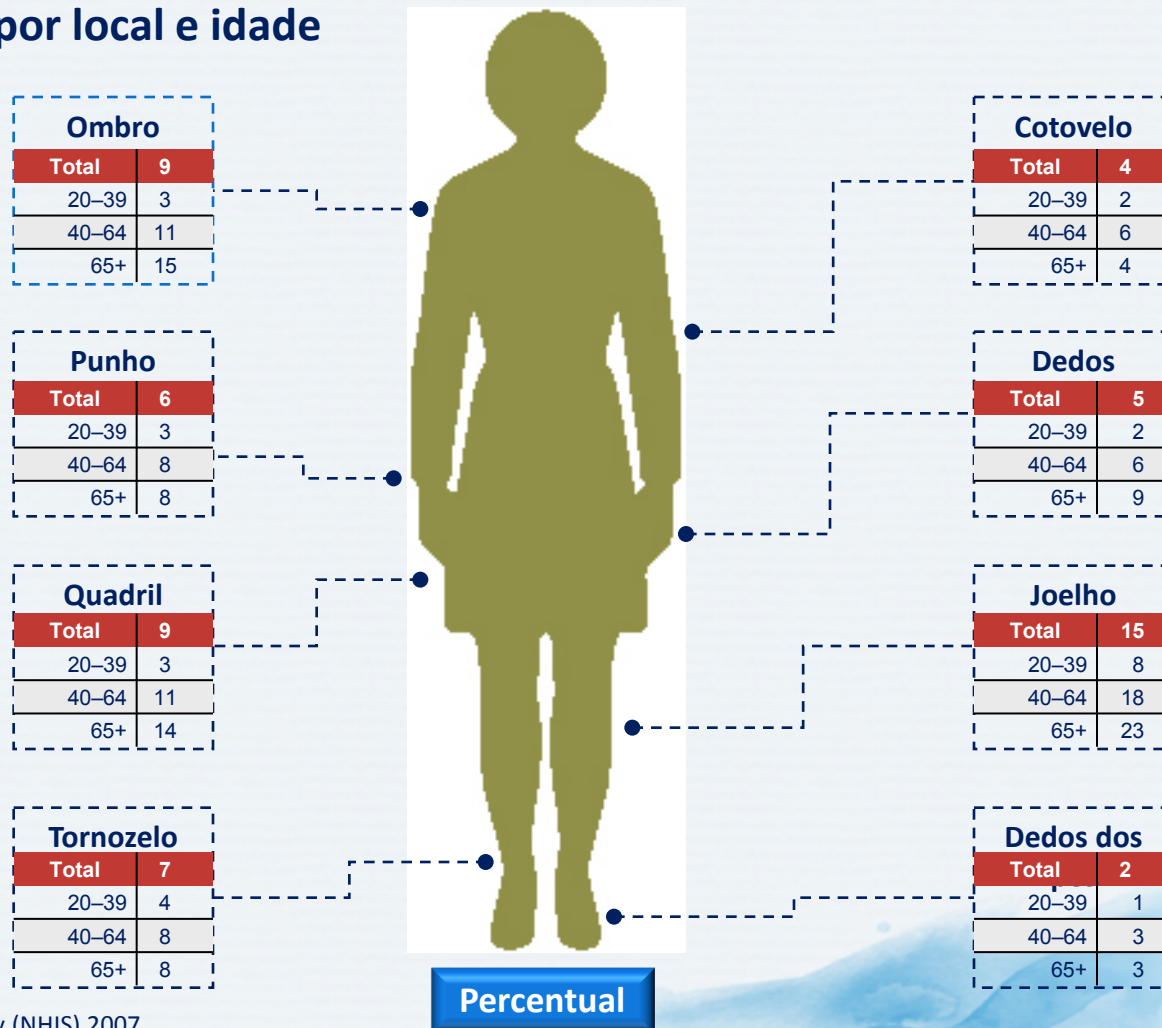 por local e idade
Ombro
Total 9
20–39 3
40–64 11
65+ 15
Punho
Total 6
20–39 3
40–64 8
65+ 8
Quadril
Total 9
20–39 3
40–64 11
65+ 14
Tornozelo
Total 7
20–39 4
40–64 8
65+ 8
Cotovelo
Total 4
20–39 2
40–64 6
65+ 4
Dedos
Total 5
20–39 2
40–64 6
65+ 9
Joelho
Total 15
20–39 8
40–64 18
65+ 23
Dedos dos
Total 2
20–39 1
40–64 3
65+ 3
Percentual
(NHIS) 2007